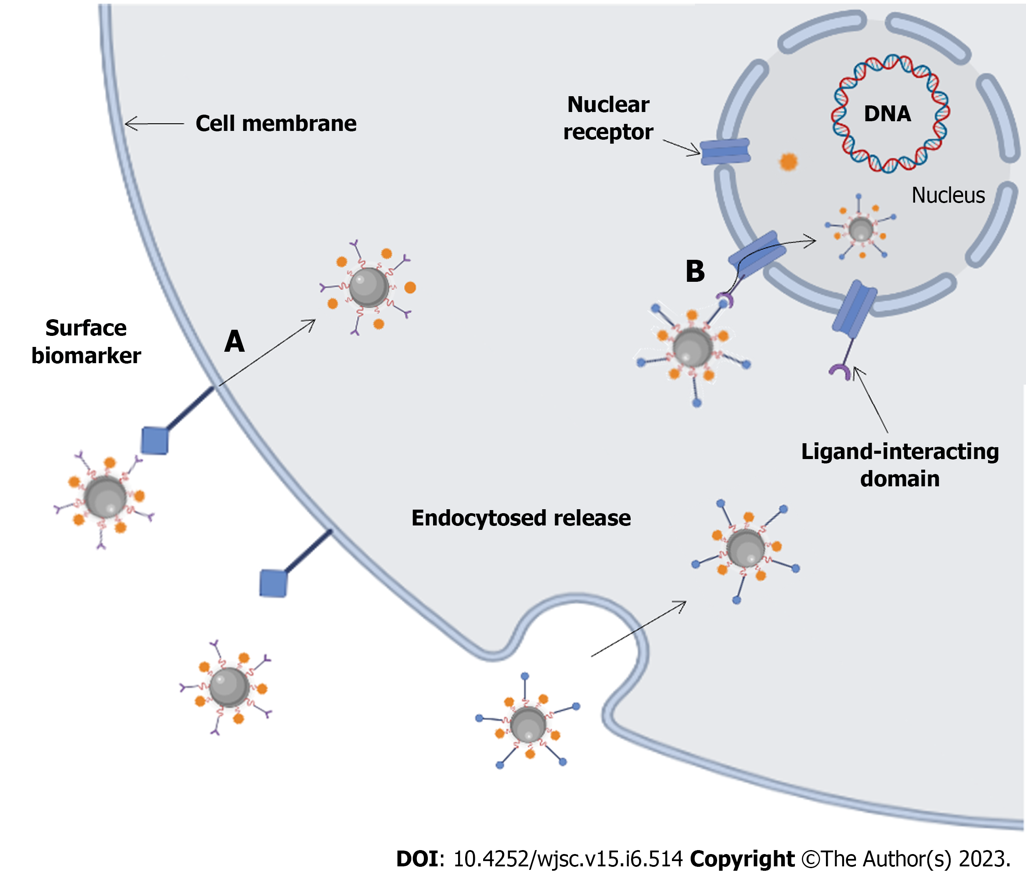 Cell membrane
Nuclear
receptor
DNA
Nucleus
B
A
Surface
biomarker
Ligand-interacting
domain
Endocytosed release
DOI: 10.4252/wjsc.v15.i6.514 Copyright ©The Author(s) 2023.